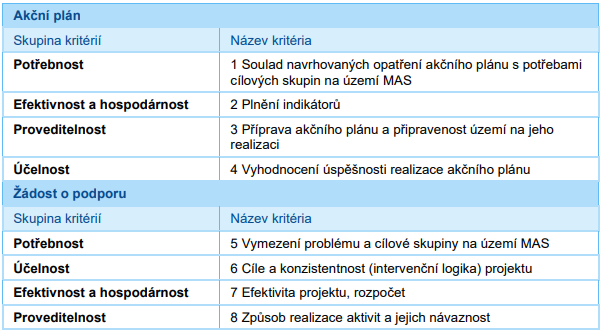 Akční plán
Skupina kritérií Název kritéria
Potřebnost 1 Soulad navrhovaných opatření akčního plánu s potřebami
cílových skupin na území MAS
Efektivnost a hospodárnost 2 Plnění indikátorů
Proveditelnost 3 Příprava akčního plánu a připravenost území na jeho
realizaci
Účelnost 4 Vyhodnocení úspěšnosti realizace akčního plánu
Žádost o podporu
Skupina kritérií Název kritéria
Potřebnost 5 Vymezení problému a cílové skupiny na území MAS
Účelnost 6 Cíle a konzistentnost (intervenční logika) projektu
Efektivnost a hospodárnost 7 Efektivita projektu, rozpočet
Proveditelnost 8 Způsob realizace aktivit a jejich návaznost